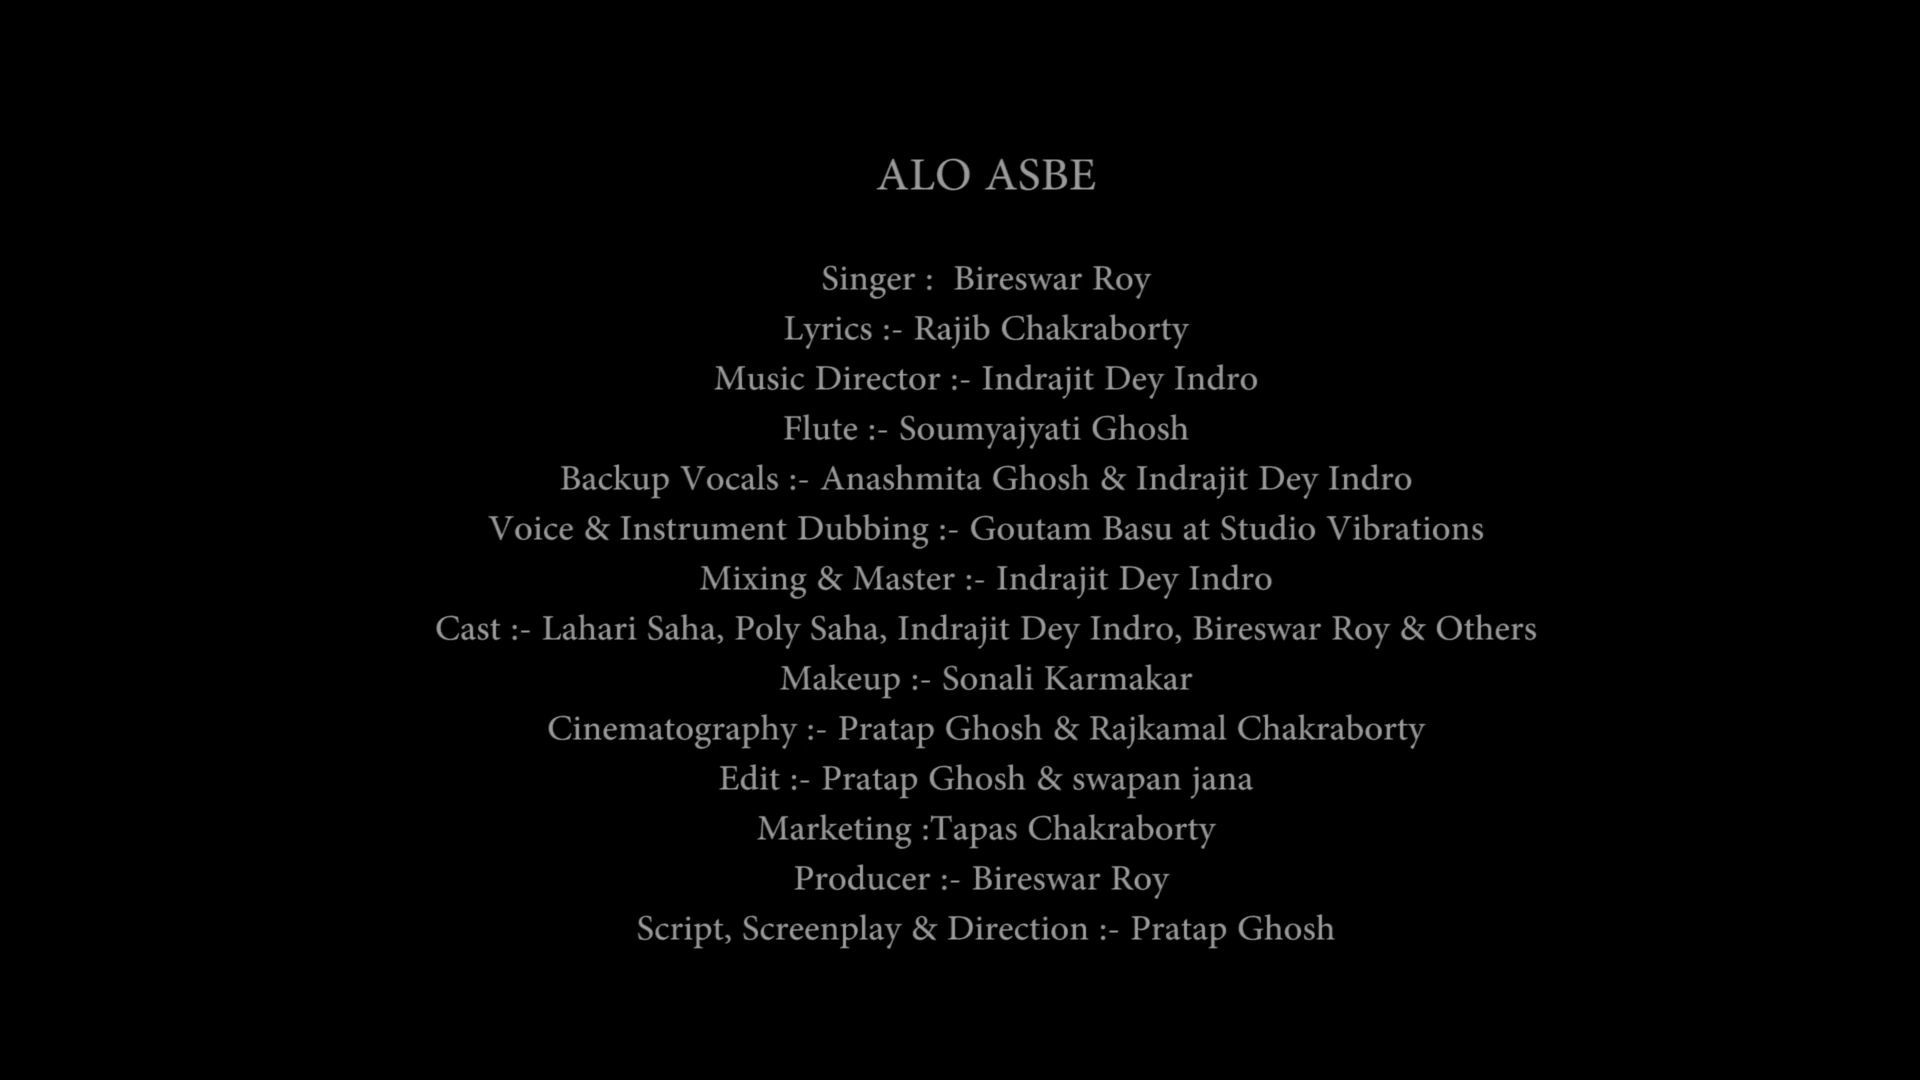 ALO ASBE
Singer :  Bireswar Roy
Lyrics :- Rajib Chakraborty
Music Director :- Indrajit Dey Indro
Flute :- Soumyajyati Ghosh
Backup Vocals :- Anashmita Ghosh & Indrajit Dey Indro
Voice & Instrument Dubbing :- Goutam Basu at Studio Vibrations
Mixing & Master :- Indrajit Dey Indro
Cast :- Lahari Saha, Poly Saha, Indrajit Dey Indro, Bireswar Roy & Others
Makeup :- Sonali Karmakar
Cinematography :- Pratap Ghosh & Rajkamal Chakraborty
Edit :- Pratap Ghosh & swapan jana
Marketing :Tapas Chakraborty
Producer :- Bireswar Roy
Script, Screenplay & Direction :- Pratap Ghosh